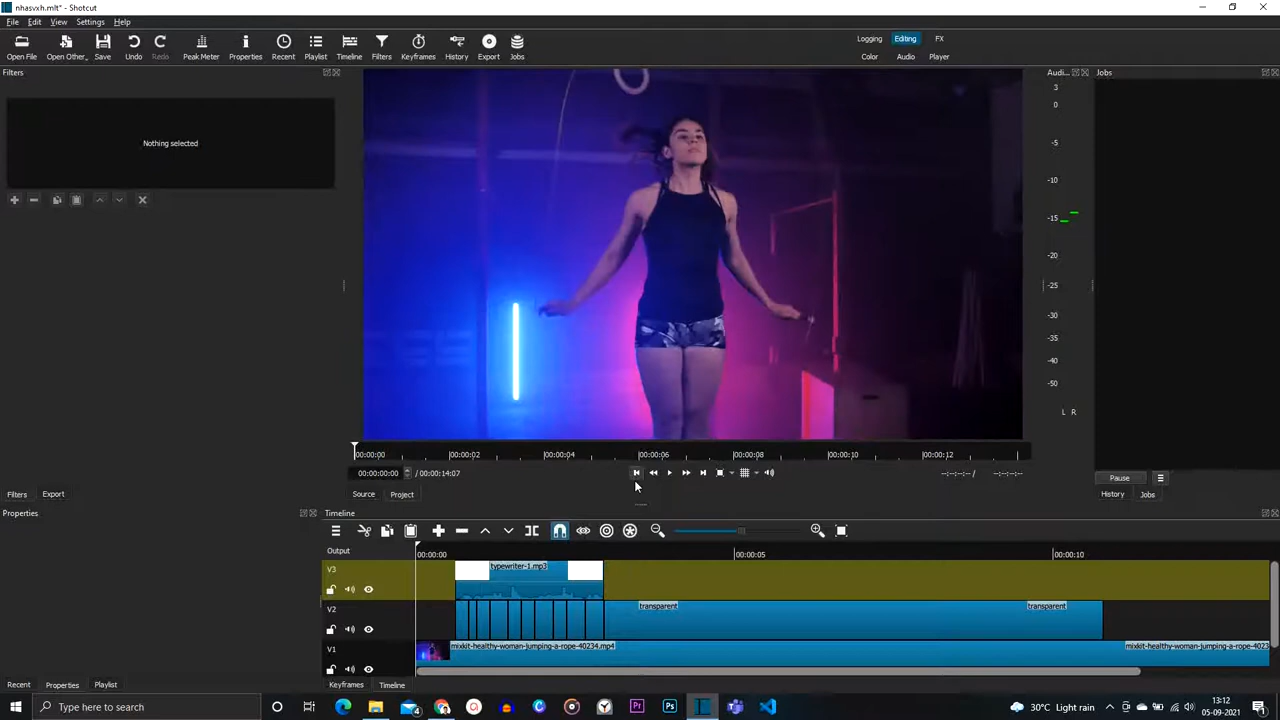 nhasvxh.mlt* - Shotcut
File Edit View Settings Help
Open File Open Other.. Save Undo Redo Peak Meter Properties Recent Playlist Timeline Filters Keyframes History Export Jobs
Logging Editing FX
Color Audio Player
Filters
Audi...
Jobs
Nothing selected
3
0
-5
-10
-15
-20
-25
-30
-35
-40
-50
L R
00:00:00 00:00:02 00:00:04 00:00:06 00:00:08 00:00:10 00:00:12
00:00:00:00 / 00:00:14:07
--:--:--:-- / --:--:--:--
Pause
Source Project
History Jobs
Filters Export
Properties
Timeline
Output
00:00:00 00:00:05 00:00:10
V3
typewriter-1.mp3
V2
transparent transparent
V1
mixkit-healthy-woman-jumping-a-rope-40234.mp4 mixkit-healthy-woman-jumping-a-rope-4023
Recent Properties Playlist
Keyframes Timeline
Type here to search
4
30°C Light rain
13:12
05-09-2021
1